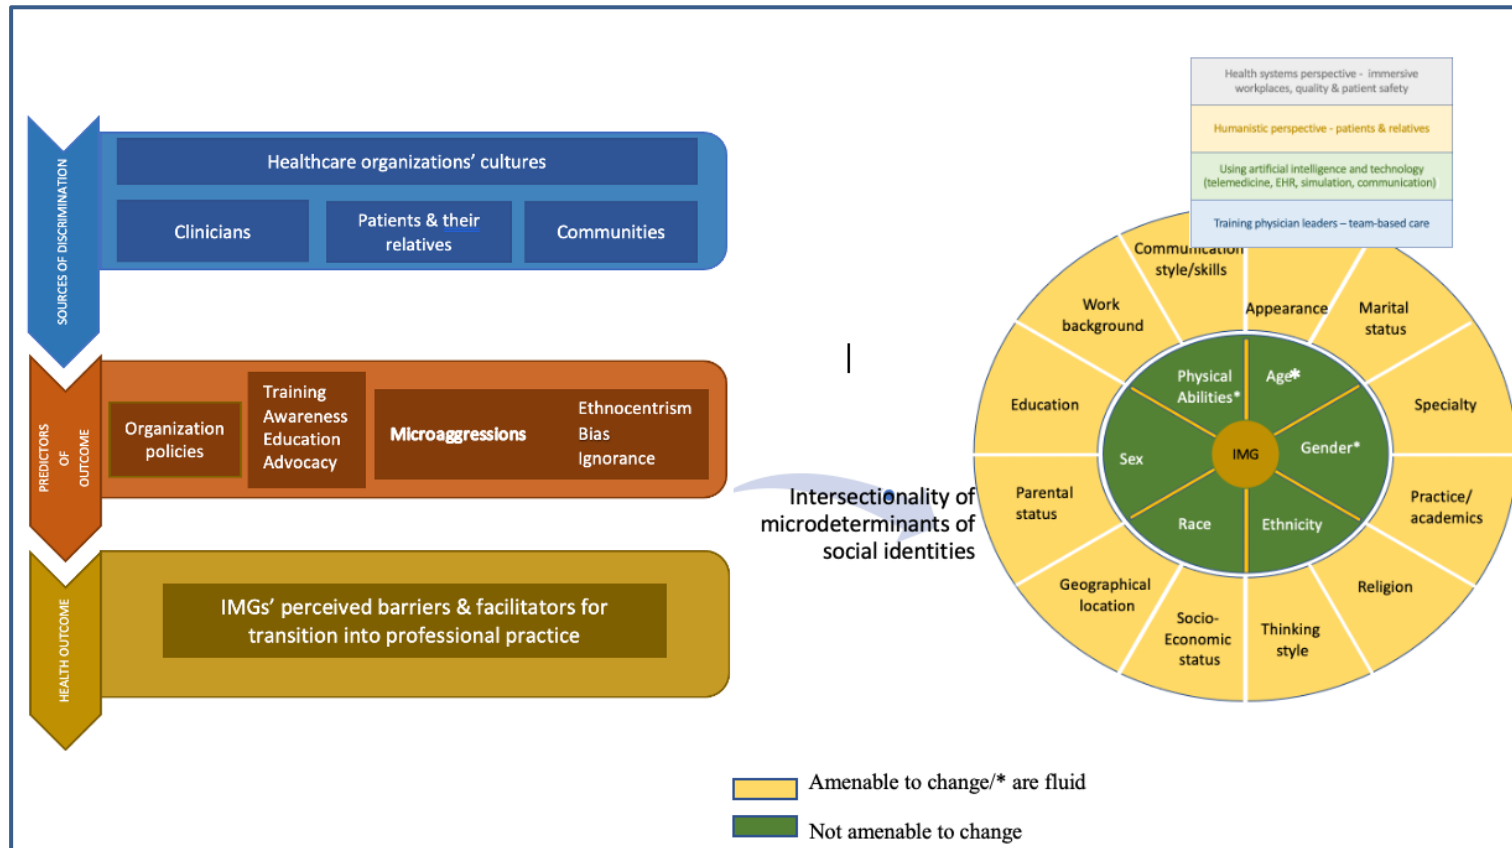 SOURCES OF DISCRIMINATION
Healthcare organizations' cultures
Clinicians
Patients & their
relatives
Communities
PREDICTORS
OF
OUTCOME
Organization
policies
Training
Awareness
Education
Advocacy
Microaggressions
Ethnocentrism
Bias
Ignorance
HEALTH OUTCOME
IMGs' perceived barriers & facilitators for
transition into professional practice
Intersectionality of
microdeterminants of
social identities
Health systems perspective - immersive
workplaces, quality & patient safety
Humanistic perspective - patients & relatives
Using artificial intelligence and technology
(telemedicine, EHR, simulation, communication)
Training physician leaders – team-based care
Communication
style/skills
Appearance
Marital
status
Specialty
Practice/
academics
Religion
Thinking
style
Socio-
Economic
status
Geographical
location
Parental
status
Education
Work
background
Physical
Abilities*
Age*
Gender*
Ethnicity
Race
Sex
IMG
Amenable to change/* are fluid
Not amenable to change